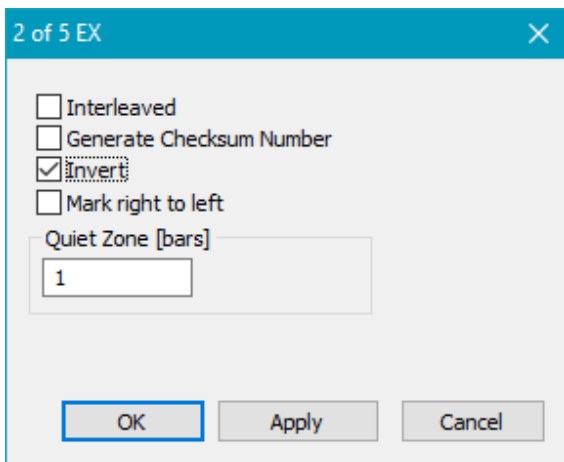 2 of 5 EX
Interleaved
Generate Checksum Number
Invert
Mark right to left
Quiet Zone [bars]
1
OK Apply Cancel